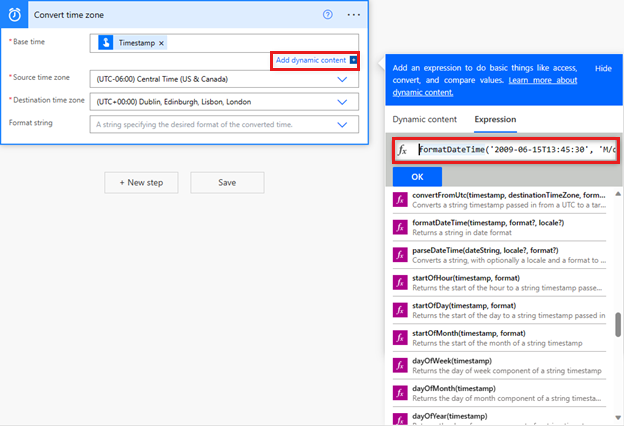 Convert time zone
* Base time
Timestamp ×
Add dynamic content
* Source time zone
(UTC-06:00) Central Time (US & Canada)
* Destination time zone
(UTC+00:00) Dublin, Edinburgh, Lisbon, London
Format string
A string specifying the desired format of the converted time.
+ New step
Save
Add an expression to do basic things like access,
convert, and compare values. Learn more about
dynamic content.
Hide
Dynamic content
Expression
fx formatDateTime('2009-06-15T13:45:30', 'M/
OK
convertFromUtc(timestamp, destinationTimeZone, form...
Converts a string timestamp passed in from a UTC to a tar...
formatDateTime(timestamp, format?, locale?)
Returns a string in date format
parseDateTime(dateString, locale?, format?)
Converts a string, with optionally a locale and a format to ...
startOfHour(timestamp, format)
Returns the start of the hour to a string timestamp passe...
startOfDay(timestamp, format)
Returns the start of the day to a string timestamp passed in
startOfMonth(timestamp, format)
Returns the start of the month of a string timestamp
dayOfWeek(timestamp)
Returns the day of week component of a string timestamp
dayOfMonth(timestamp)
Returns the day of month component of a string timesta...
dayOfYear(timestamp)